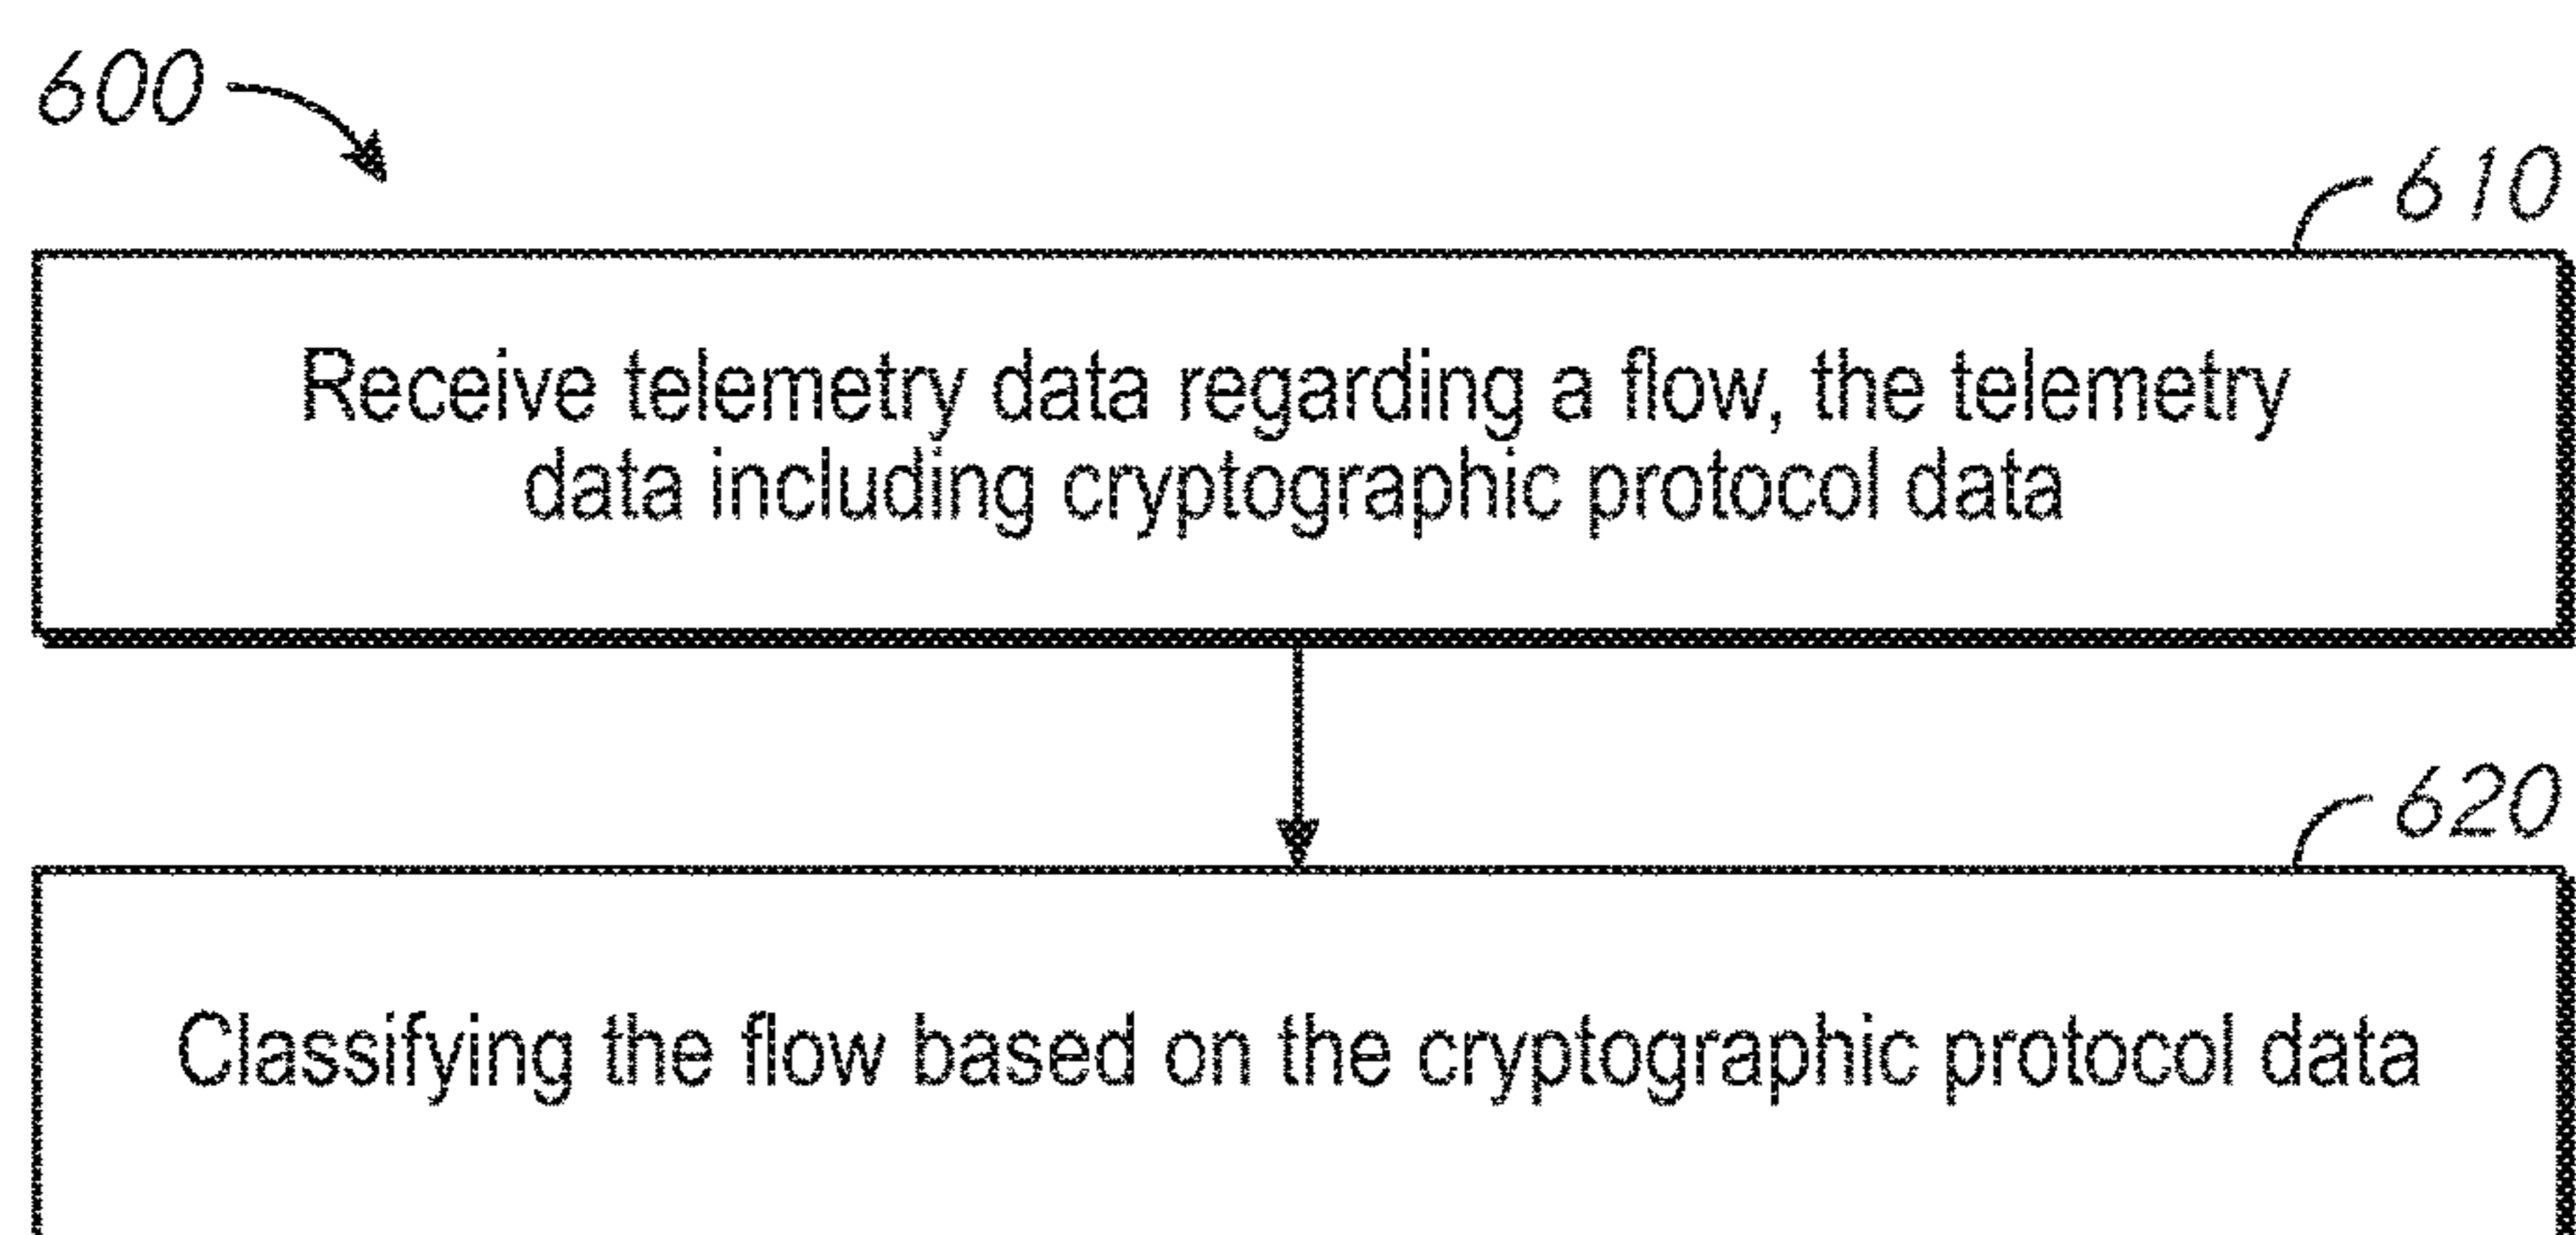 600
610
Receive telemetry data regarding a flow, the telemetry
data including cryptographic protocol data
620
Classifying the flow based on the cryptographic protocol data